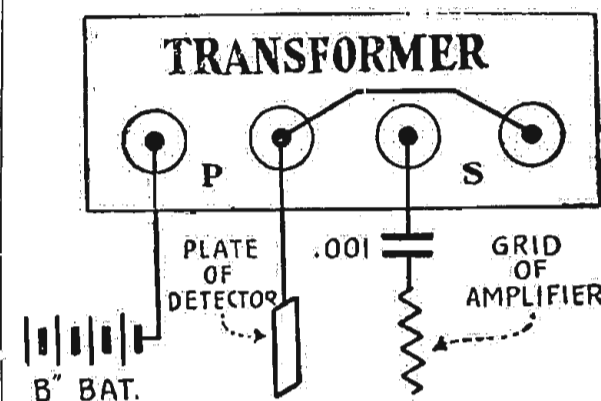 TRANSFORMER
P
S
PLATE
OF
DETECTOR
.001
GRID
OF
AMPLIFIER
B" BAT.